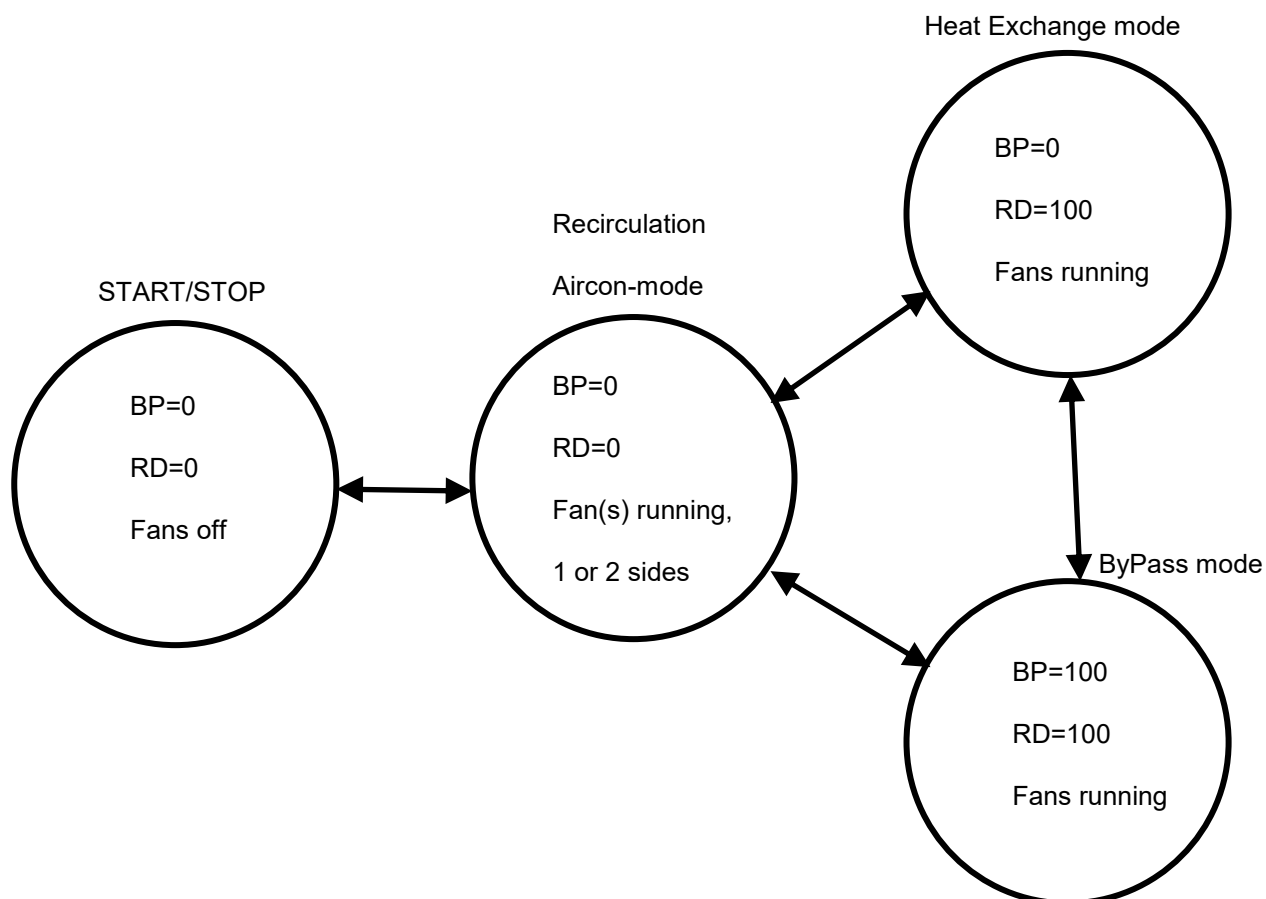 START/STOP
BP=0
RD=0
Fans off
Recirculation
Aircon-mode
BP=0
RD=0
Fan(s) running,
1 or 2 sides
Heat Exchange mode
BP=0
RD=100
Fans running
ByPass mode
BP=100
RD=100
Fans running